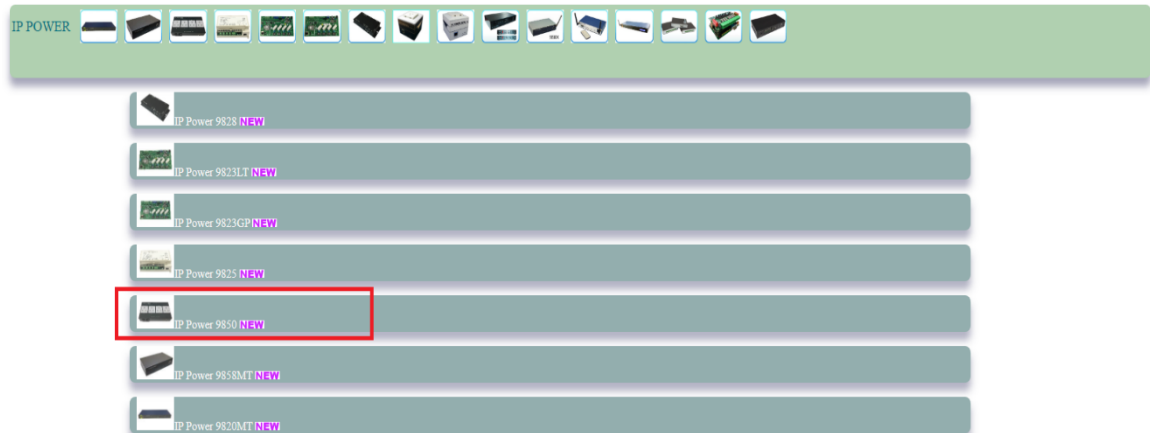 IP POWER
IP Power 9828 NEW
IP Power 9823LT NEW
IP Power 9823GP NEW
IP Power 9825 NEW
IP Power 9850 NEW
IP Power 9858MT NEW
IP Power 9820MT NEW